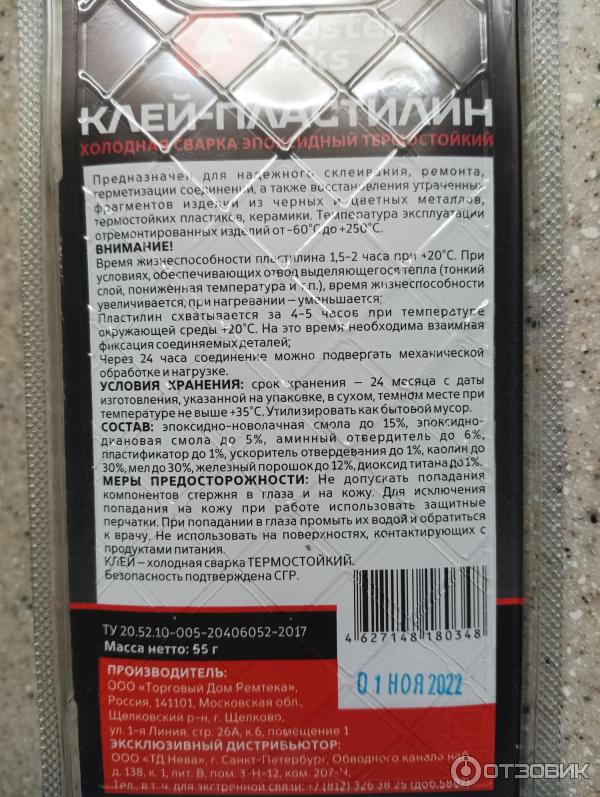 Master
Teks
КЛЕЙ-ПЛАСТИЛИН
ХОЛОДНАЯ СВАРКА ЭПОКСИДНЫЙ ТЕРМОСТОЙКИЙ
Предназначен для надежного склеивания, ремонта,
герметизации соединений, а также восстановления утраченных
фрагментов изделий из черных и цветных металлов,
термостойких пластиков, керамики. Температура эксплуатации
отремонтированных изделий от –60°С до +250°С.
ВНИМАНИЕ!
Время жизнеспособности пластилина 1,5–2 часа при +20°С. При
условиях, обеспечивающих отвод выделяющегося тепла (тонкий
слой, пониженная температура и т.п.), время жизнеспособности
увеличивается, при нагревании – уменьшается;
Пластилин схватывается за 4–5 часов при температуре
окружающей среды +20°С. На это время необходима взаимная
фиксация соединяемых деталей;
Через 24 часа соединение можно подвергать механической
обработке и нагрузке.
УСЛОВИЯ ХРАНЕНИЯ: срок хранения – 24 месяца с даты
изготовления, указанной на упаковке, в сухом, темном месте при
температуре не выше +35°С. Утилизировать как бытовой мусор.
СОСТАВ: эпоксидно-новолачная смола до 15%, эпоксидно-
диановая смола до 5%, аминный отвердитель до 6%,
пластификатор до 1%, ускоритель отвердевания до 1%, каолин до
30%, мел до 30%, железный порошок до 12%, диоксид титана до 1%.
МЕРЫ ПРЕДОСТОРОЖНОСТИ: Не допускать попадания
компонентов стержня в глаза и на кожу. Для исключения
попадания на кожу при работе использовать защитные
перчатки. При попадании в глаза промыть их водой и обратиться
к врачу. Не использовать на поверхностях, контактирующих с
продуктами питания.
КЛЕЙ – холодная сварка ТЕРМОСТОЙКИЙ.
Безопасность подтверждена СГР.
ТУ 20.52.10-005-20406052-2017
Масса нетто: 55 г
4 627148 180348
01 НОЯ 2022
ПРОИЗВОДИТЕЛЬ:
ООО «Торговый Дом Ремтека»,
Россия, 141101, Московская обл.,
Щелковский р-н, г. Щелково,
ул. 1-я Линия, стр. 26А, к.6, помещение 1
ЭКСКЛЮЗИВНЫЙ ДИСТРИБЬЮТОР:
ООО «ТД Нева», г. Санкт-Петербург, Обводного канала наб.
д. 138, к. 1, лит. В, пом. 3-Н-12, ком. 207-Ч.
Тел., в т. ч. для экстренной связи: +7 (812) 326 38 25 (доб.
ОТЗОВИК